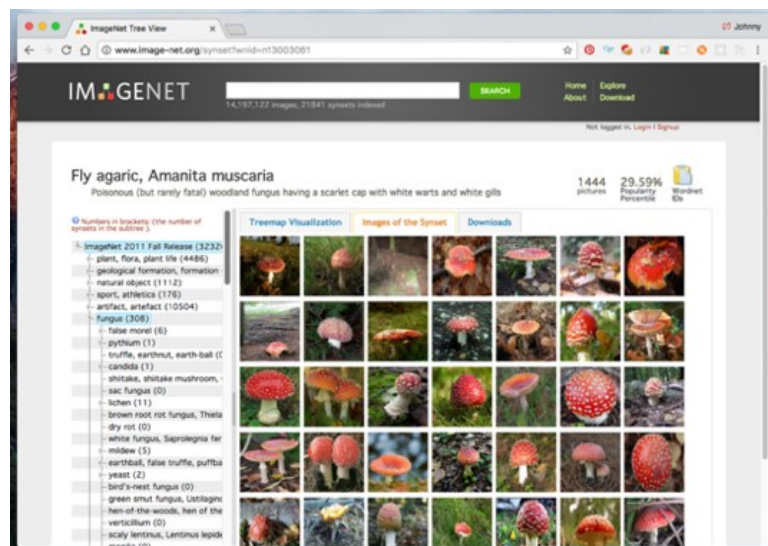 ImageNet Tree View
Johnny
www.image-net.org/synset?wnid=n13003061
IMAGENET
SEARCH
14,197,122 images, 21841 synsets indexed
Home Explore
About Download
Not logged in. Login | Signup
Fly agaric, Amanita muscaria
Poisonous (but rarely fatal) woodland fungus having a scarlet cap with white warts and white gills
1444 pictures
29.59% Popularity Percentile
Wordnet IDs
Numbers in brackets: (the number of
synsets in the subtree ).
Treemap Visualization
Images of the Synset
Downloads
ImageNet 2011 Fall Release (3232
plant, flora, plant life (4486)
geological formation, formation
natural object (1112)
sport, athletics (176)
artifact, artefact (10504)
fungus (308)
false morel (6)
pythium (1)
truffle, earthnut, earth-ball (
candida (1)
shiitake, shiitake mushroom,
sac fungus (0)
lichen (11)
brown root rot fungus, Thiela
dry rot (0)
white fungus, Saprolegnia fer
mildew (5)
earthball, false truffle, puffba
yeast (2)
bird's-nest fungus (0)
green smut fungus, Ustilagino
hen-of-the-woods, hen of the
verticillium (0)
scaly lentinus, Lentinus lepide